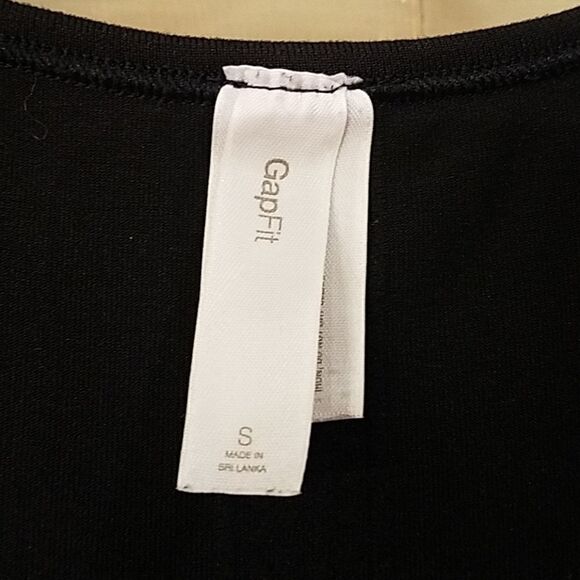 GapFit
S
MADE IN
SRI LANKA